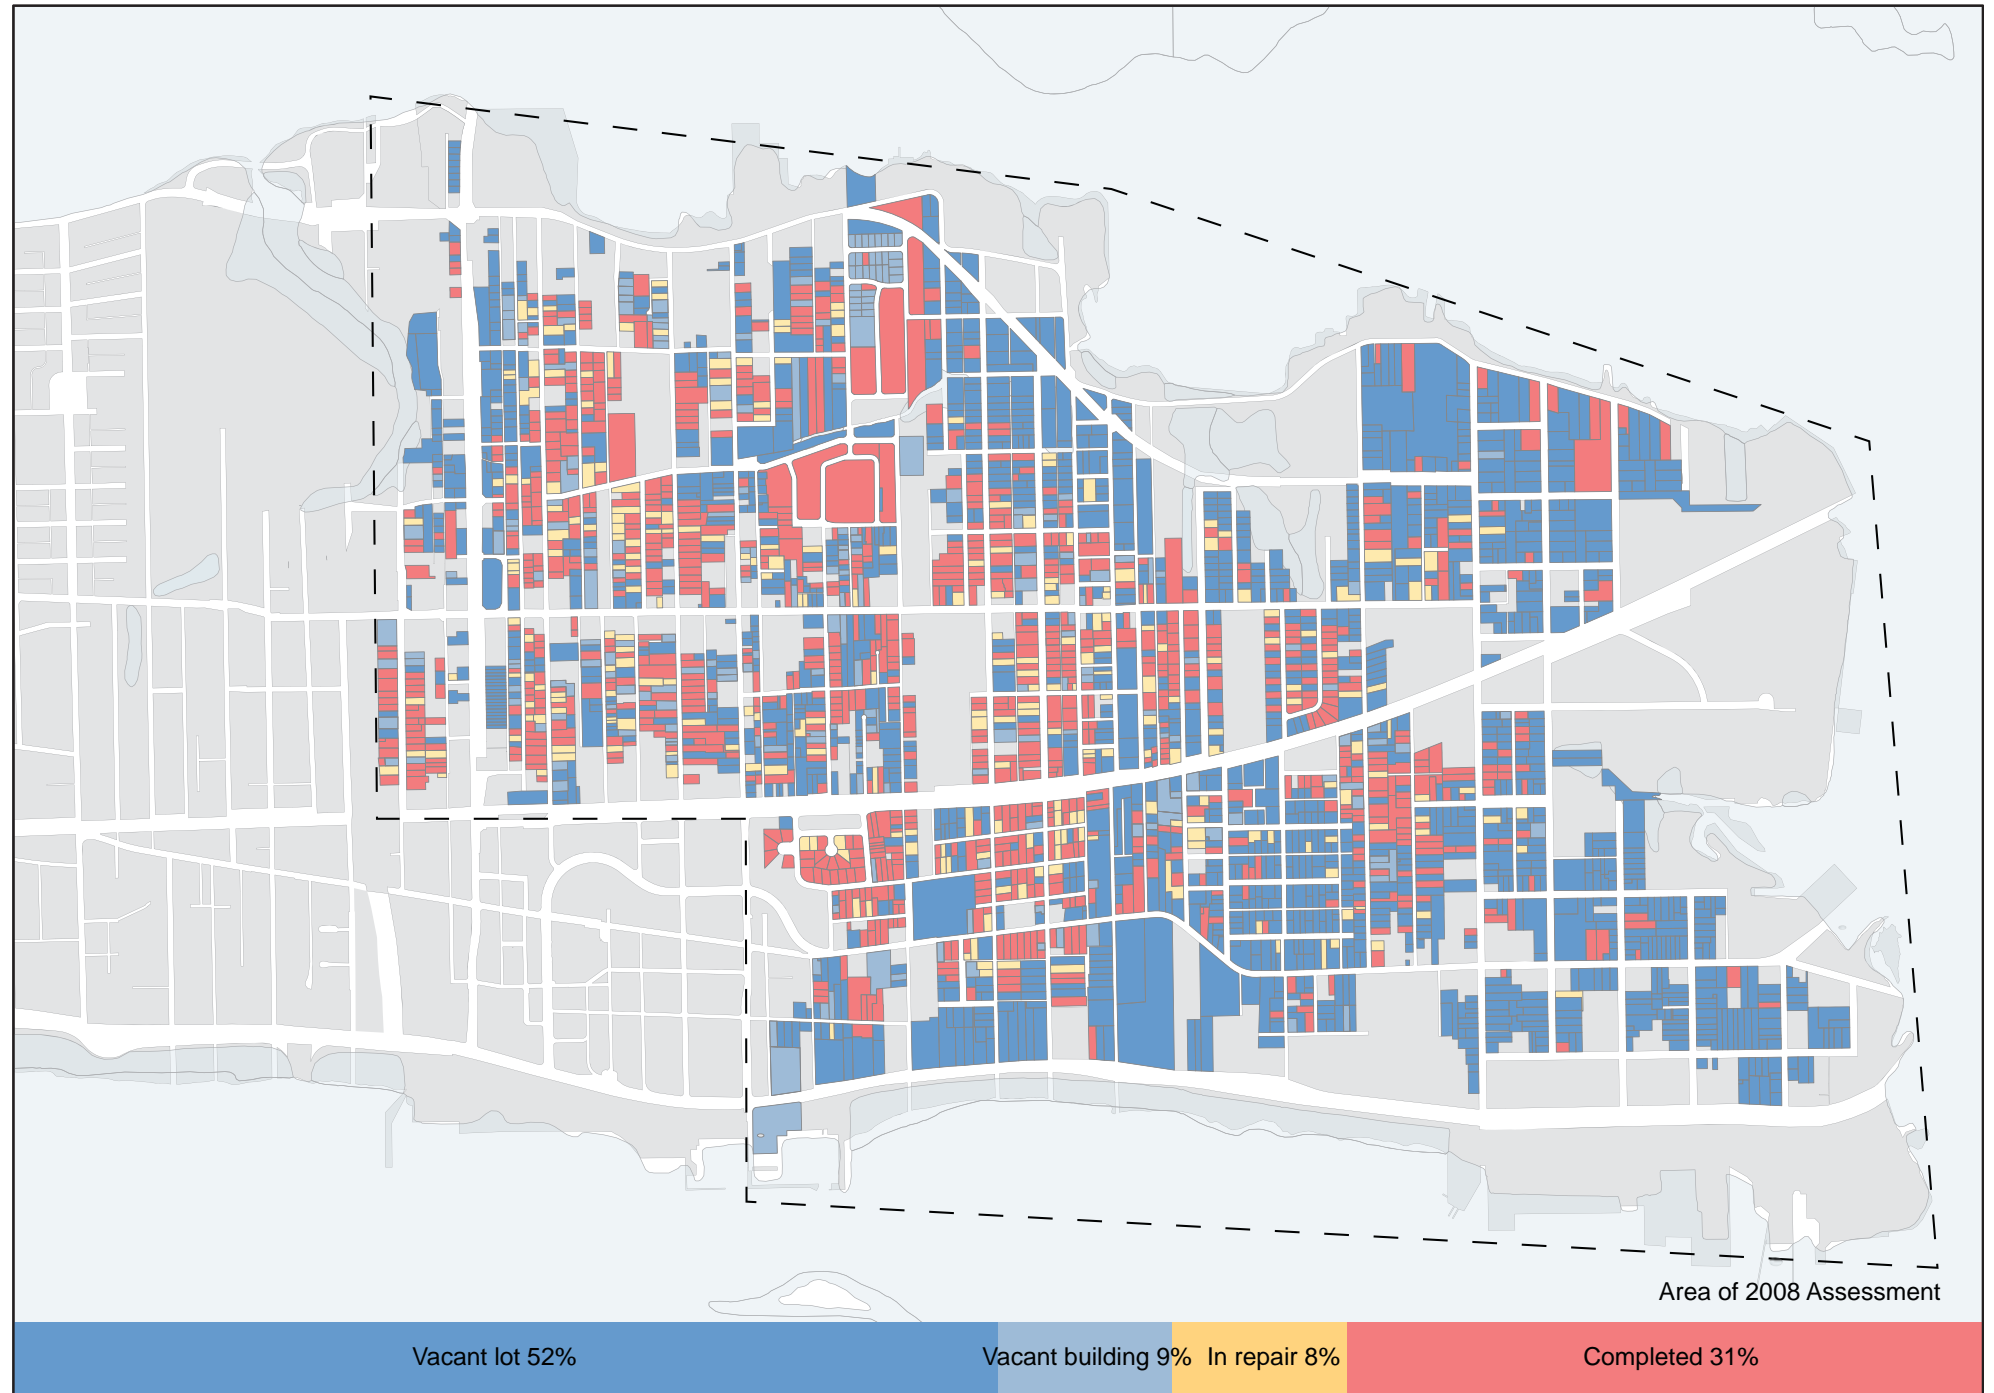 Area of 2008 Assessment
Vacant lot 52%
Vacant building 9%
In repair 8%
Completed 31%